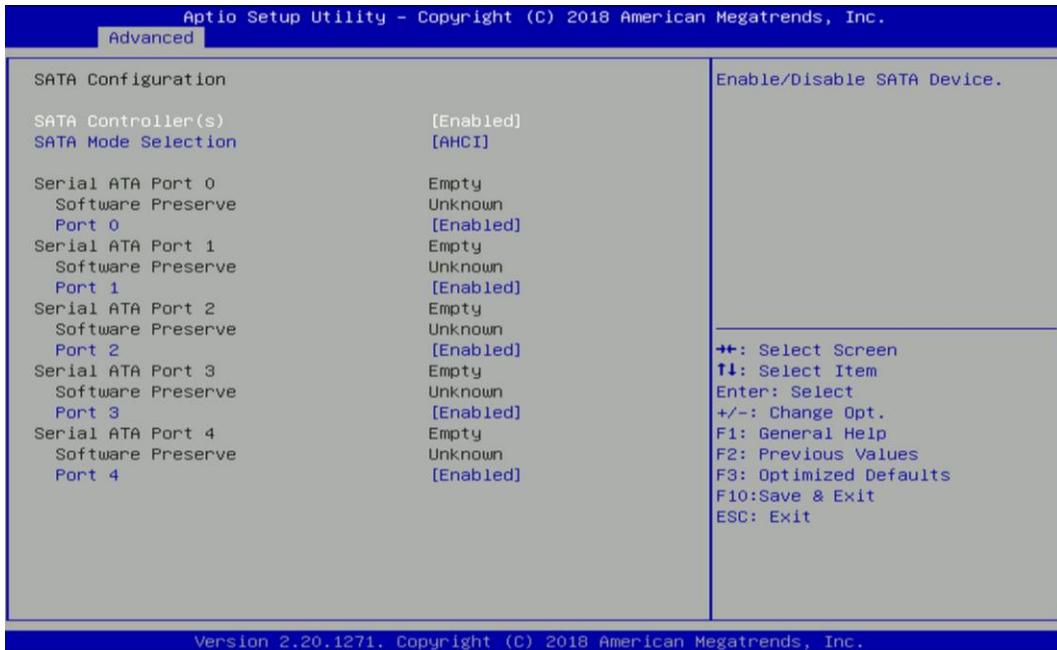 Aptio Setup Utility – Copyright (C) 2018 American Megatrends, Inc.
Advanced
SATA Configuration
SATA Controller(s) [Enabled]
SATA Mode Selection [AHCI]
Serial ATA Port 0 Empty
Software Preserve Unknown
Port 0 [Enabled]
Serial ATA Port 1 Empty
Software Preserve Unknown
Port 1 [Enabled]
Serial ATA Port 2 Empty
Software Preserve Unknown
Port 2 [Enabled]
Serial ATA Port 3 Empty
Software Preserve Unknown
Port 3 [Enabled]
Serial ATA Port 4 Empty
Software Preserve Unknown
Port 4 [Enabled]
Enable/Disable SATA Device.
→←: Select Screen
↑↓: Select Item
Enter: Select
+/-: Change Opt.
F1: General Help
F2: Previous Values
F3: Optimized Defaults
F10:Save & Exit
ESC: Exit
Version 2.20.1271. Copyright (C) 2018 American Megatrends, Inc.